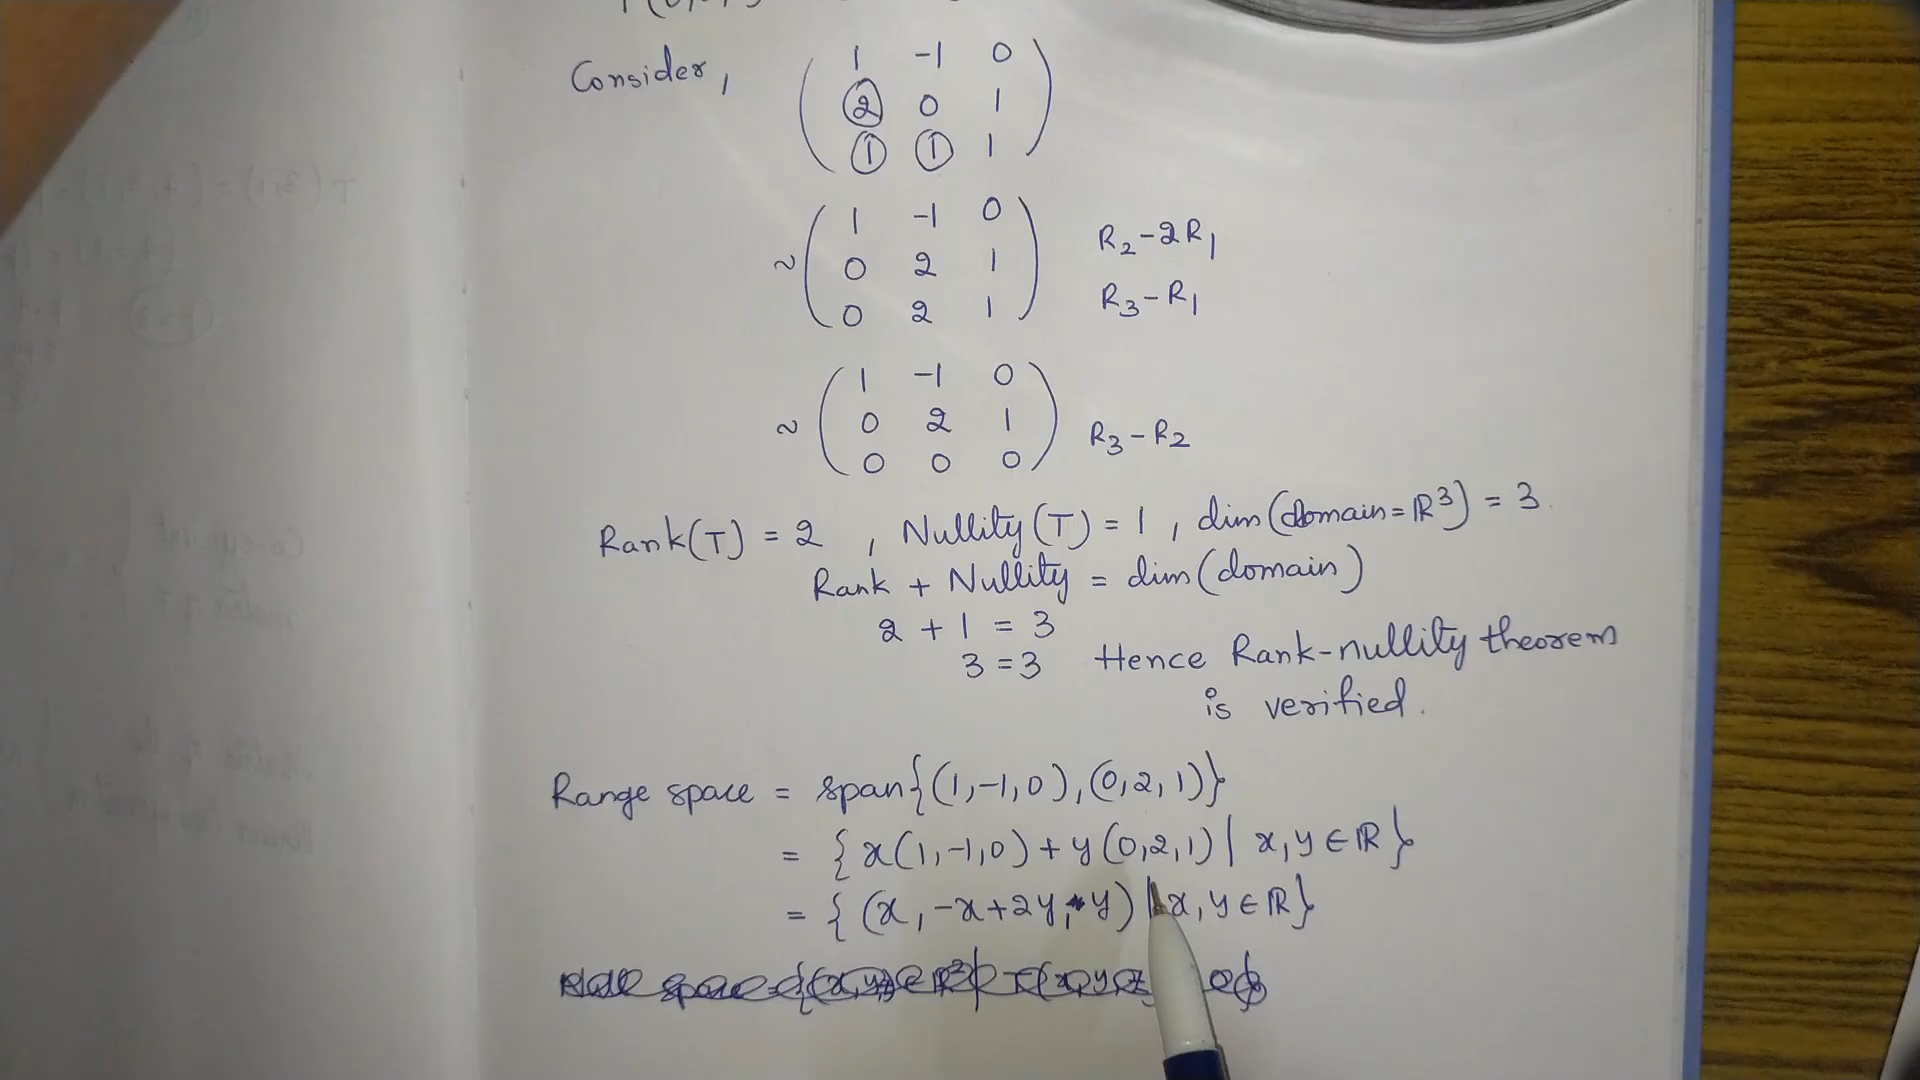 Consider,
( 1 -1 0
2 0 1
1 1 1 )
~ ( 1 -1 0
0 2 1 R2-2R1
0 2 1 ) R3-R1
~ ( 1 -1 0
0 2 1
0 0 0 ) R3-R2
Rank(T) = 2 , Nullity(T) = 1 , dim(domain=ℝ³) = 3.
Rank + Nullity = dim(domain)
2 + 1 = 3
3 = 3 Hence Rank-nullity theorem
is verified.
Range space = span{(1,-1,0),(0,2,1)}
= {x(1,-1,0)+y(0,2,1)| x,y∈ℝ}
= {(x,-x+2y,y)|x,y∈ℝ}